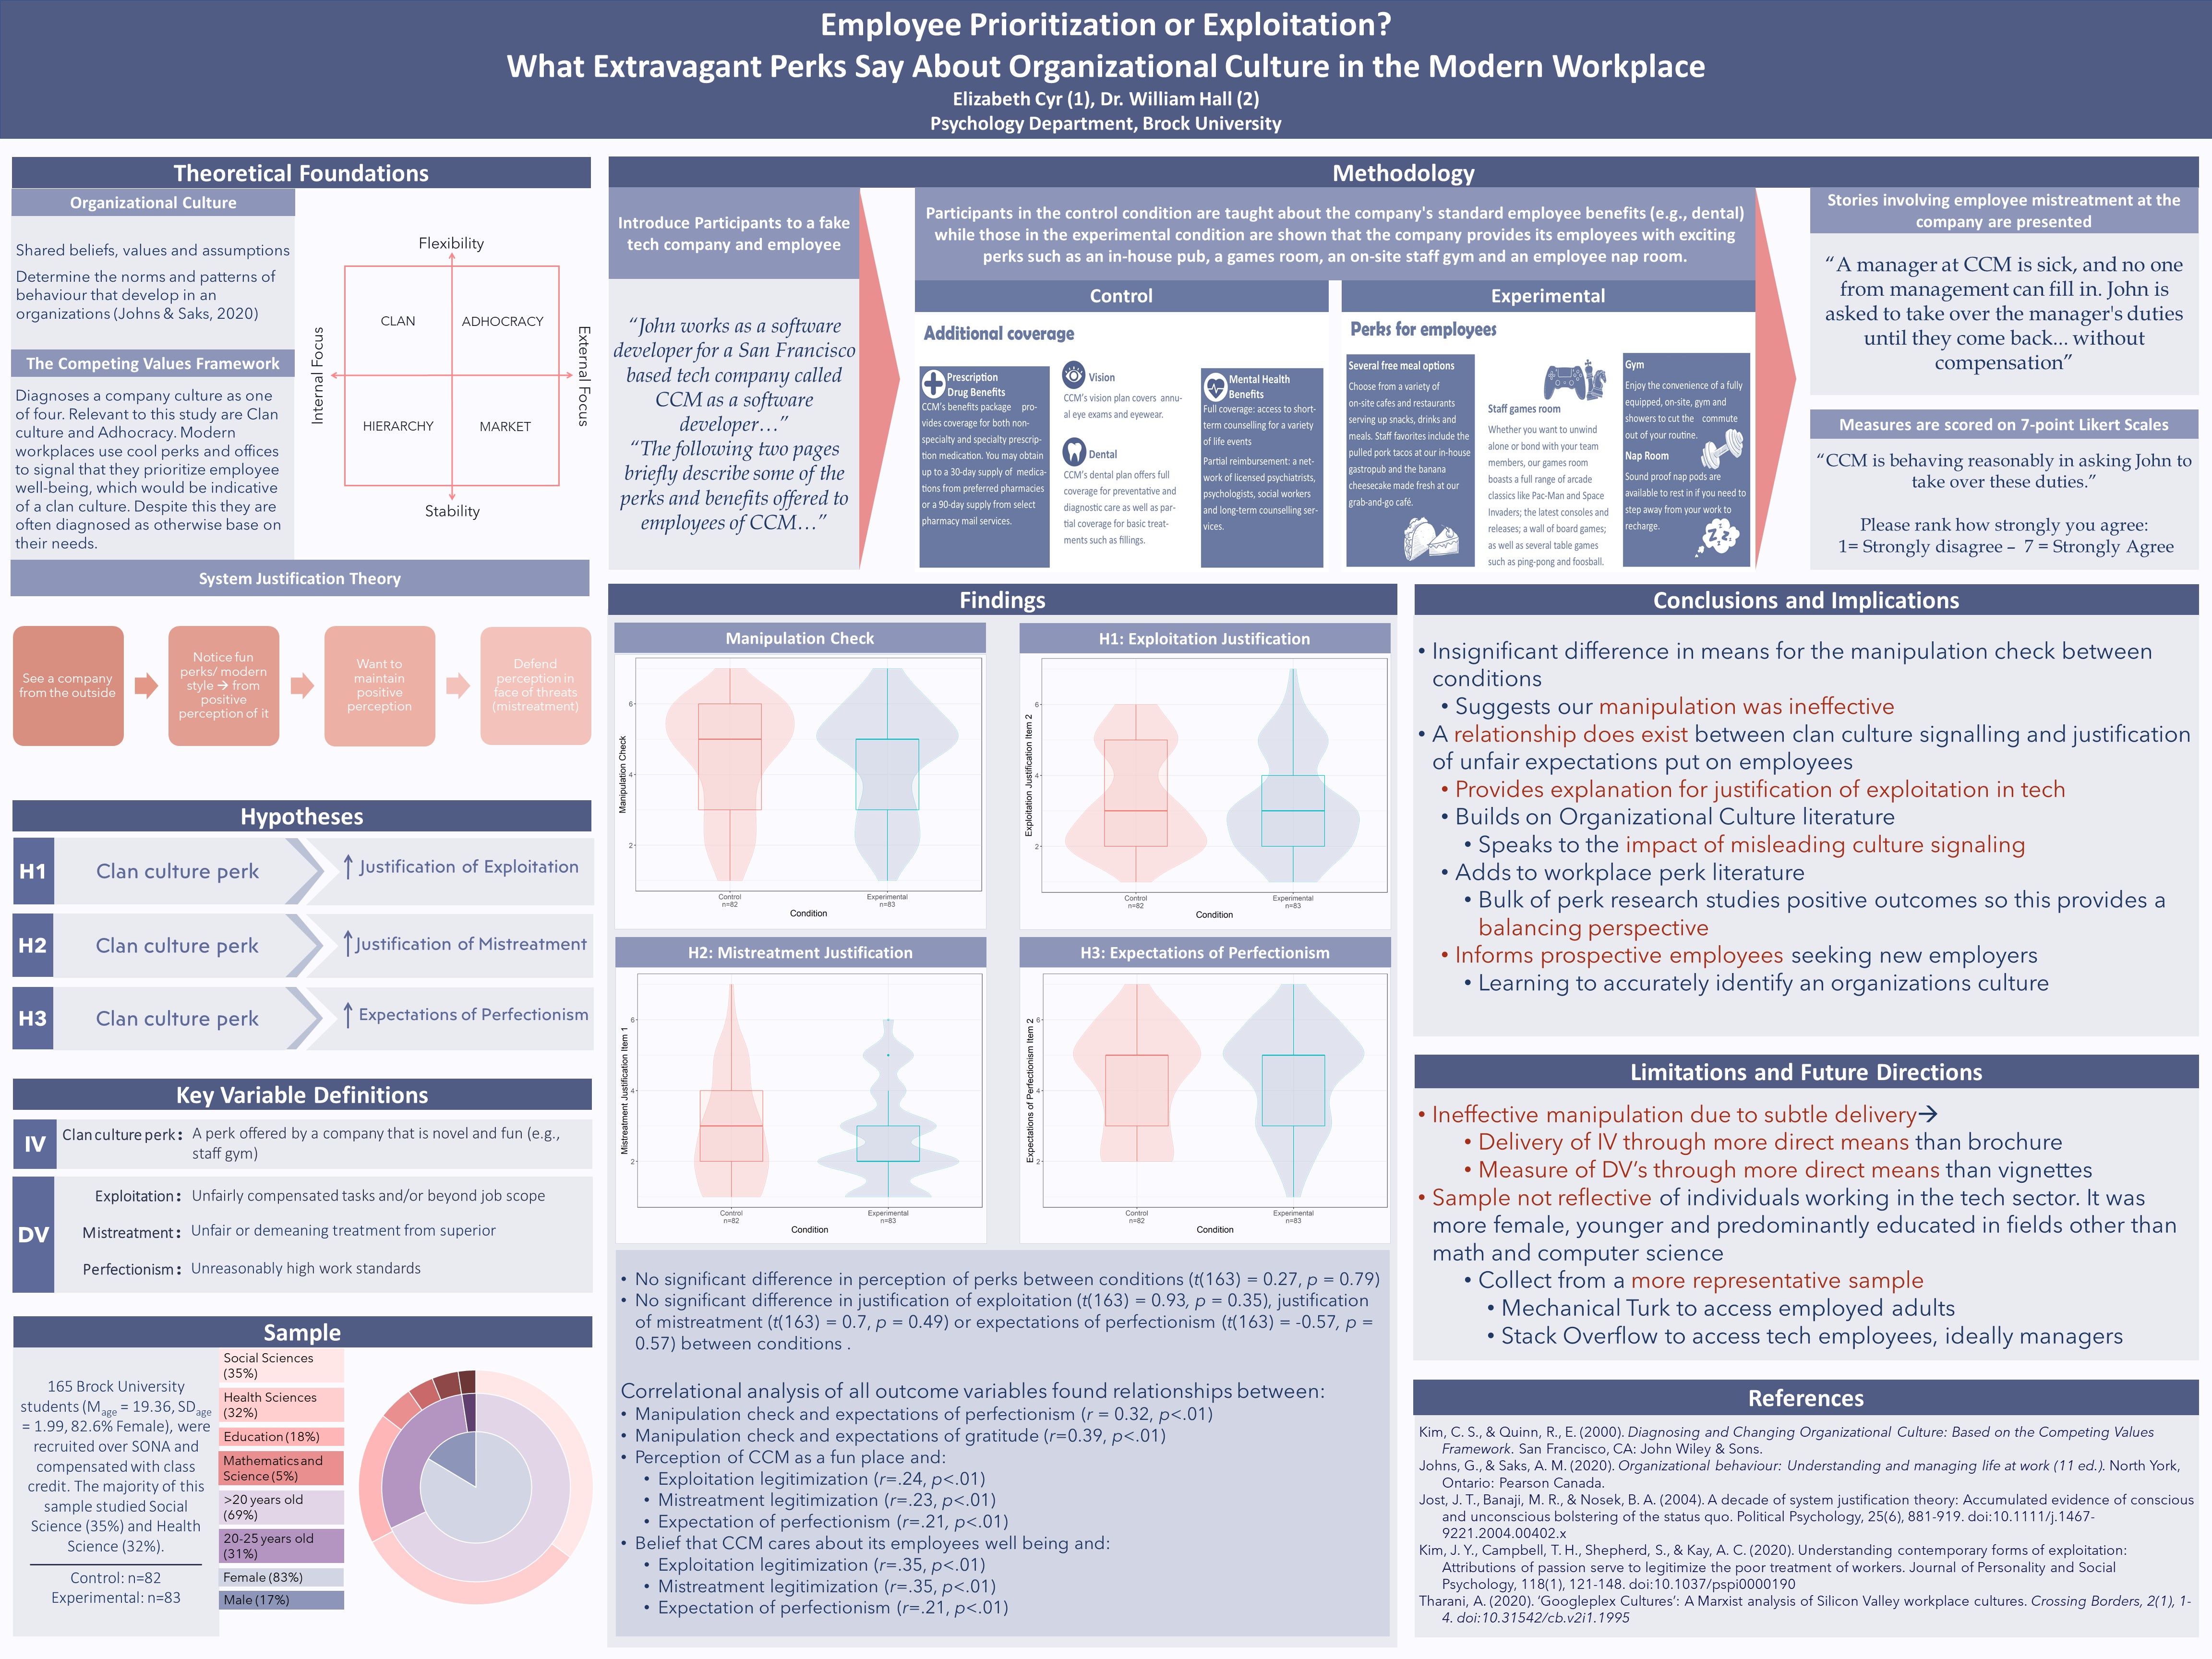 Employee Prioritization or Exploitation?
What Extravagant Perks Say About Organizational Culture in the Modern Workplace
Elizabeth Cyr (1), Dr. William Hall (2)
Psychology Department, Brock University
Theoretical Foundations
Organizational Culture
Shared beliefs, values and assumptions
Determine the norms and patterns of
behaviour that develop in an
organizations (Johns & Saks, 2020)
The Competing Values Framework
Diagnoses a company culture as one
of four. Relevant to this study are Clan
culture and Adhocracy. Modern
workplaces use cool perks and offices
to signal that they prioritize employee
well-being, which would be indicative
of a clan culture. Despite this they are
often diagnosed as otherwise base on
their needs.
Flexibility
Internal Focus
CLAN
ADHOCRACY
External Focus
HIERARCHY
MARKET
Stability
System Justification Theory
See a company
from the outside
Notice fun
perks/ modern
style → from
positive
perception of it
Want to
maintain
positive
perception
Defend
perception in
face of threats
(mistreatment)
Hypotheses
H1
Clan culture perk
↑ Justification of Exploitation
H2
Clan culture perk
↑ Justification of Mistreatment
H3
Clan culture perk
↑ Expectations of Perfectionism
Key Variable Definitions
IV
Clan culture perk: A perk offered by a company that is novel and fun (e.g.,
staff gym)
DV
Exploitation: Unfairly compensated tasks and/or beyond job scope
Mistreatment: Unfair or demeaning treatment from superior
Perfectionism: Unreasonably high work standards
Sample
165 Brock University
students (Mage = 19.36, SDage
= 1.99, 82.6% Female), were
recruited over SONA and
compensated with class
credit. The majority of this
sample studied Social
Science (35%) and Health
Science (32%).
Control: n=82
Experimental: n=83
Social Sciences
(35%)
Health Sciences
(32%)
Education (18%)
Mathematics and
Science (5%)
>20 years old
(69%)
20-25 years old
(31%)
Female (83%)
Male (17%)
Methodology
Introduce Participants to a fake
tech company and employee
“John works as a software
developer for a San Francisco
based tech company called
CCM as a software
developer…”
“The following two pages
briefly describe some of the
perks and benefits offered to
employees of CCM…”
Participants in the control condition are taught about the company's standard employee benefits (e.g., dental)
while those in the experimental condition are shown that the company provides its employees with exciting
perks such as an in-house pub, a games room, an on-site staff gym and an employee nap room.
Control
Additional coverage
Prescription
Drug Benefits
CCM's benefits package pro-
vides coverage for both non-
specialty and specialty prescrip-
tion medication. You may obtain
up to a 30-day supply of medica-
tions from preferred pharmacies
or a 90-day supply from select
pharmacy mail services.
Vision
CCM's vision plan covers annu-
al eye exams and eyewear.
Dental
CCM's dental plan offers full
coverage for preventative and
diagnostic care as well as par-
tial coverage for basic treat-
ments such as fillings.
Mental Health
Benefits
Full coverage: access to short-
term counselling for a variety
of life events
Partial reimbursement: a net-
work of licensed psychiatrists,
psychologists, social workers
and long-term counselling ser-
vices.
Experimental
Perks for employees
Several free meal options
Choose from a variety of
on-site cafes and restaurants
serving up snacks, drinks and
meals. Staff favorites include the
pulled pork tacos at our in-house
gastropub and the banana
cheesecake made fresh at our
grab-and-go café.
Staff games room
Whether you want to unwind
alone or bond with your team
members, our games room
boasts a full range of arcade
classics like Pac-Man and Space
Invaders; the latest consoles and
releases; a wall of board games;
as well as several table games
such as ping-pong and foosball.
Gym
Enjoy the convenience of a fully
equipped, on-site, gym and
showers to cut the commute
out of your routine.
Nap Room
Sound proof nap pods are
available to rest in if you need to
step away from your work to
recharge.
Z Z z
Stories involving employee mistreatment at the
company are presented
“A manager at CCM is sick, and no one
from management can fill in. John is
asked to take over the manager's duties
until they come back... without
compensation”
Measures are scored on 7-point Likert Scales
“CCM is behaving reasonably in asking John to
take over these duties.”
Please rank how strongly you agree:
1= Strongly disagree – 7 = Strongly Agree
Findings
Manipulation Check
Manipulation Check
6
4
2
Control
n=82
Experimental
n=83
Condition
H1: Exploitation Justification
Exploitation Justification Item 2
6
4
2
Control
n=82
Experimental
n=83
Condition
H2: Mistreatment Justification
Mistreatment Justification Item 1
6
4
2
Control
n=82
Experimental
n=83
Condition
H3: Expectations of Perfectionism
Expectations of Perfectionism Item 2
6
4
2
Control
n=82
Experimental
n=83
Condition
• No significant difference in perception of perks between conditions (t(163) = 0.27, p = 0.79)
• No significant difference in justification of exploitation (t(163) = 0.93, p = 0.35), justification
of mistreatment (t(163) = 0.7, p = 0.49) or expectations of perfectionism (t(163) = -0.57, p =
0.57) between conditions .
Correlational analysis of all outcome variables found relationships between:
• Manipulation check and expectations of perfectionism (r = 0.32, p<.01)
• Manipulation check and expectations of gratitude (r=0.39, p<.01)
• Perception of CCM as a fun place and:
• Exploitation legitimization (r=.24, p<.01)
• Mistreatment legitimization (r=.23, p<.01)
• Expectation of perfectionism (r=.21, p<.01)
• Belief that CCM cares about its employees well being and:
• Exploitation legitimization (r=.35, p<.01)
• Mistreatment legitimization (r=.35, p<.01)
• Expectation of perfectionism (r=.21, p<.01)
Conclusions and Implications
• Insignificant difference in means for the manipulation check between
conditions
• Suggests our manipulation was ineffective
• A relationship does exist between clan culture signalling and justification
of unfair expectations put on employees
• Provides explanation for justification of exploitation in tech
• Builds on Organizational Culture literature
• Speaks to the impact of misleading culture signaling
• Adds to workplace perk literature
• Bulk of perk research studies positive outcomes so this provides a
balancing perspective
• Informs prospective employees seeking new employers
• Learning to accurately identify an organizations culture
Limitations and Future Directions
• Ineffective manipulation due to subtle delivery→
• Delivery of IV through more direct means than brochure
• Measure of DV's through more direct means than vignettes
• Sample not reflective of individuals working in the tech sector. It was
more female, younger and predominantly educated in fields other than
math and computer science
• Collect from a more representative sample
• Mechanical Turk to access employed adults
• Stack Overflow to access tech employees, ideally managers
References
Kim, C. S., & Quinn, R., E. (2000). Diagnosing and Changing Organizational Culture: Based on the Competing Values
Framework. San Francisco, CA: John Wiley & Sons.
Johns, G., & Saks, A. M. (2020). Organizational behaviour: Understanding and managing life at work (11 ed.). North York,
Ontario: Pearson Canada.
Jost, J. T., Banaji, M. R., & Nosek, B. A. (2004). A decade of system justification theory: Accumulated evidence of conscious
and unconscious bolstering of the status quo. Political Psychology, 25(6), 881-919. doi:10.1111/j.1467-
9221.2004.00402.x
Kim, J. Y., Campbell, T. H., Shepherd, S., & Kay, A. C. (2020). Understanding contemporary forms of exploitation:
Attributions of passion serve to legitimize the poor treatment of workers. Journal of Personality and Social
Psychology, 118(1), 121-148. doi:10.1037/pspi0000190
Tharani, A. (2020). ‘Googleplex Cultures’: A Marxist analysis of Silicon Valley workplace cultures. Crossing Borders, 2(1), 1-
4. doi:10.31542/cb.v2i1.1995